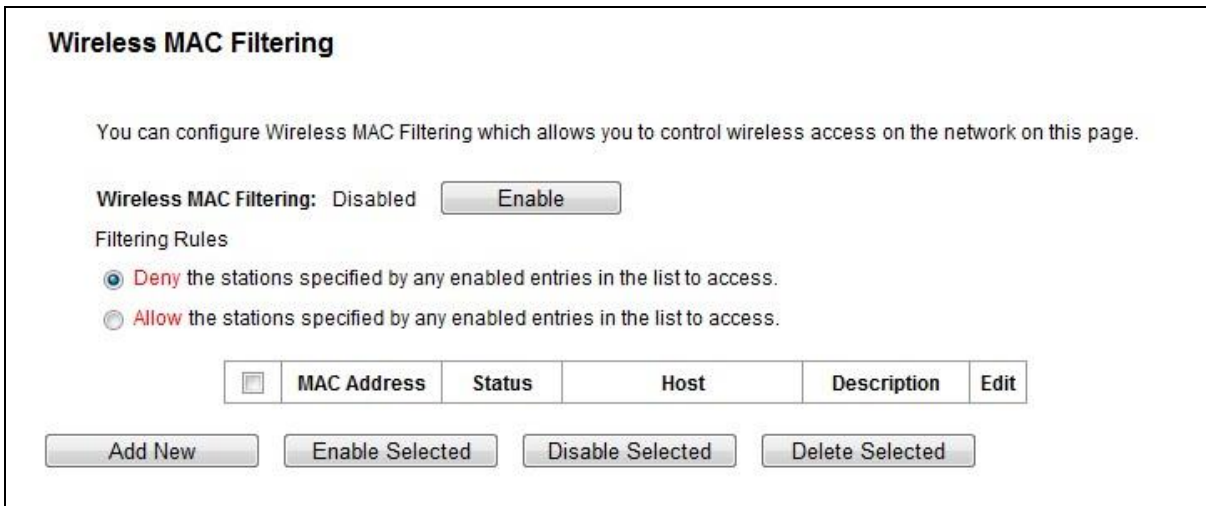 Wireless MAC Filtering
You can configure Wireless MAC Filtering which allows you to control wireless access on the network on this page.
Wireless MAC Filtering: Disabled Enable
Filtering Rules
Deny the stations specified by any enabled entries in the list to access.
Allow the stations specified by any enabled entries in the list to access.
MAC Address Status Host Description Edit
Add New Enable Selected Disable Selected Delete Selected